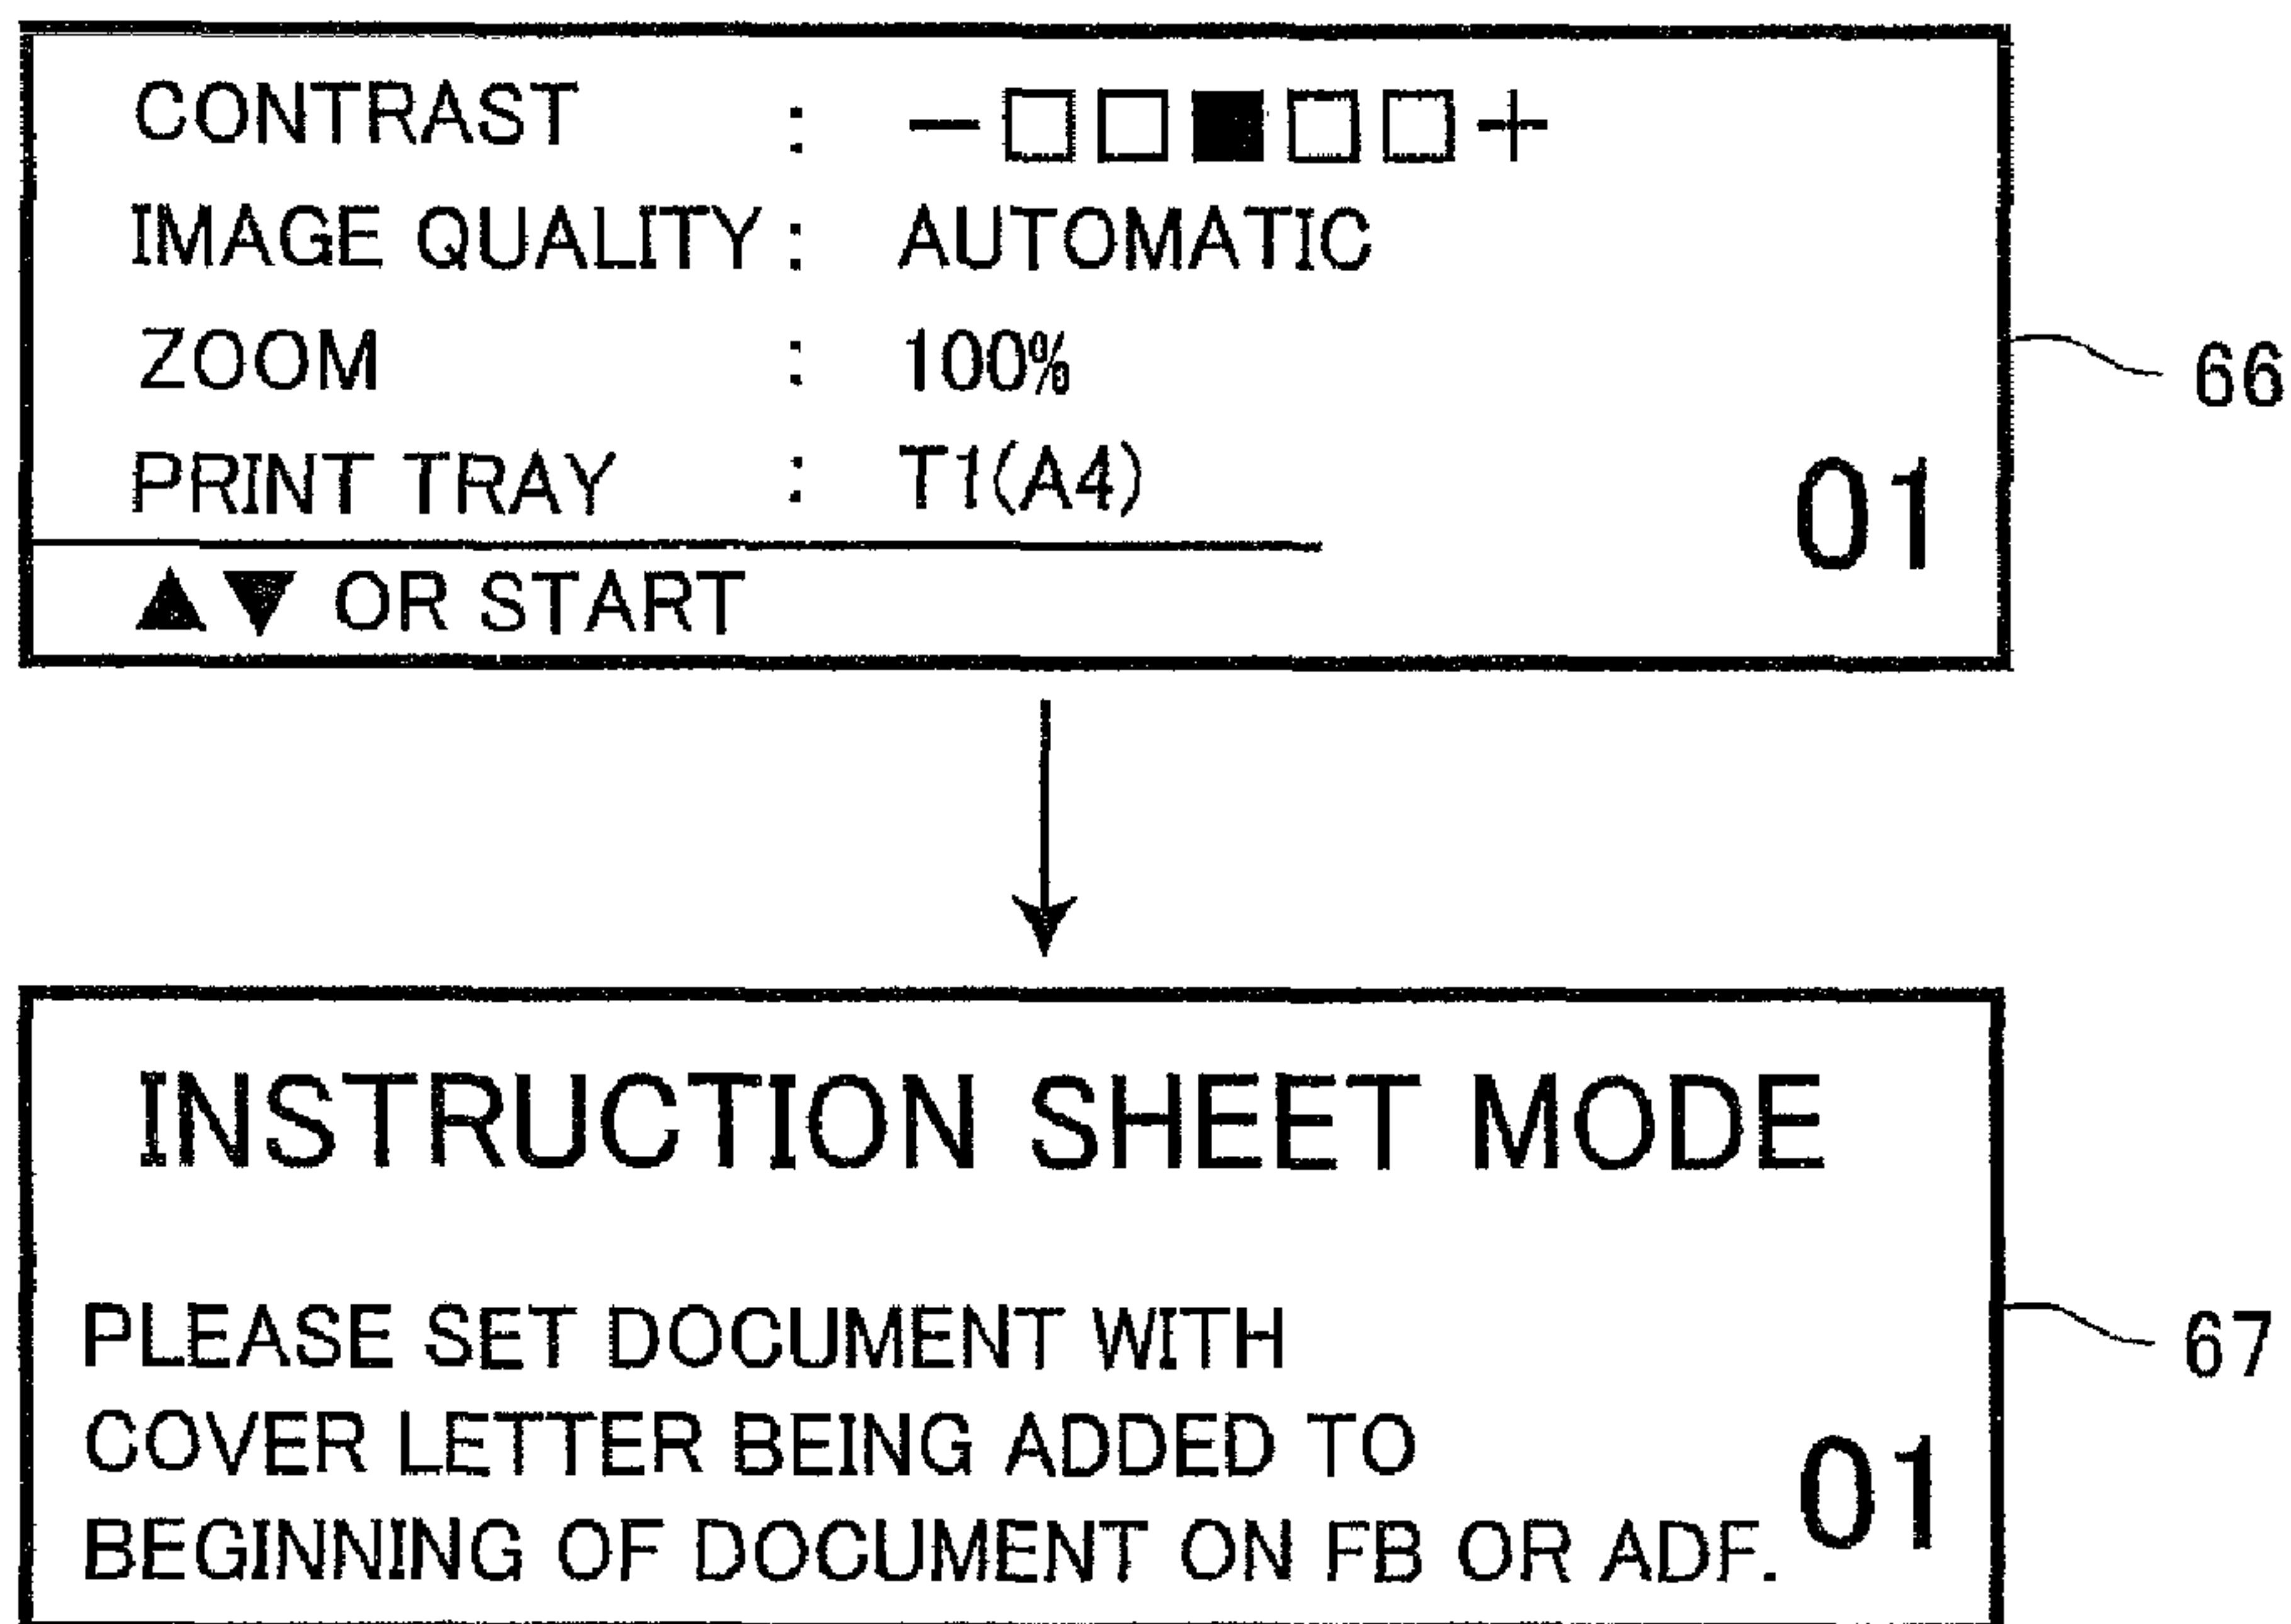 CONTRAST : −□□■□□+
IMAGE QUALITY : AUTOMATIC
ZOOM : 100%
PRINT TRAY : T1(A4)
01
▲▼ OR START
66
INSTRUCTION SHEET MODE
PLEASE SET DOCUMENT WITH
COVER LETTER BEING ADDED TO
BEGINNING OF DOCUMENT ON FB OR ADF.
01
67